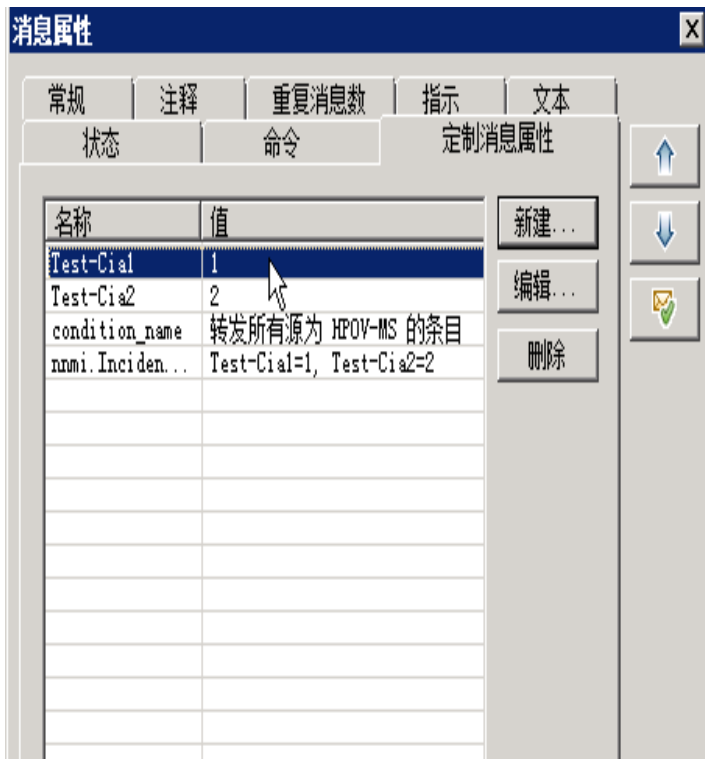 消息属性
常规 注释 重复消息数 指示 文本
状态 命令 定制消息属性
名称 值
Test-Cia1 1
Test-Cia2 2
condition_name 转发所有源为 HPOV-MS 的条目
nnmi.Inciden... Test-Cia1=1, Test-Cia2=2
新建...
编辑...
删除